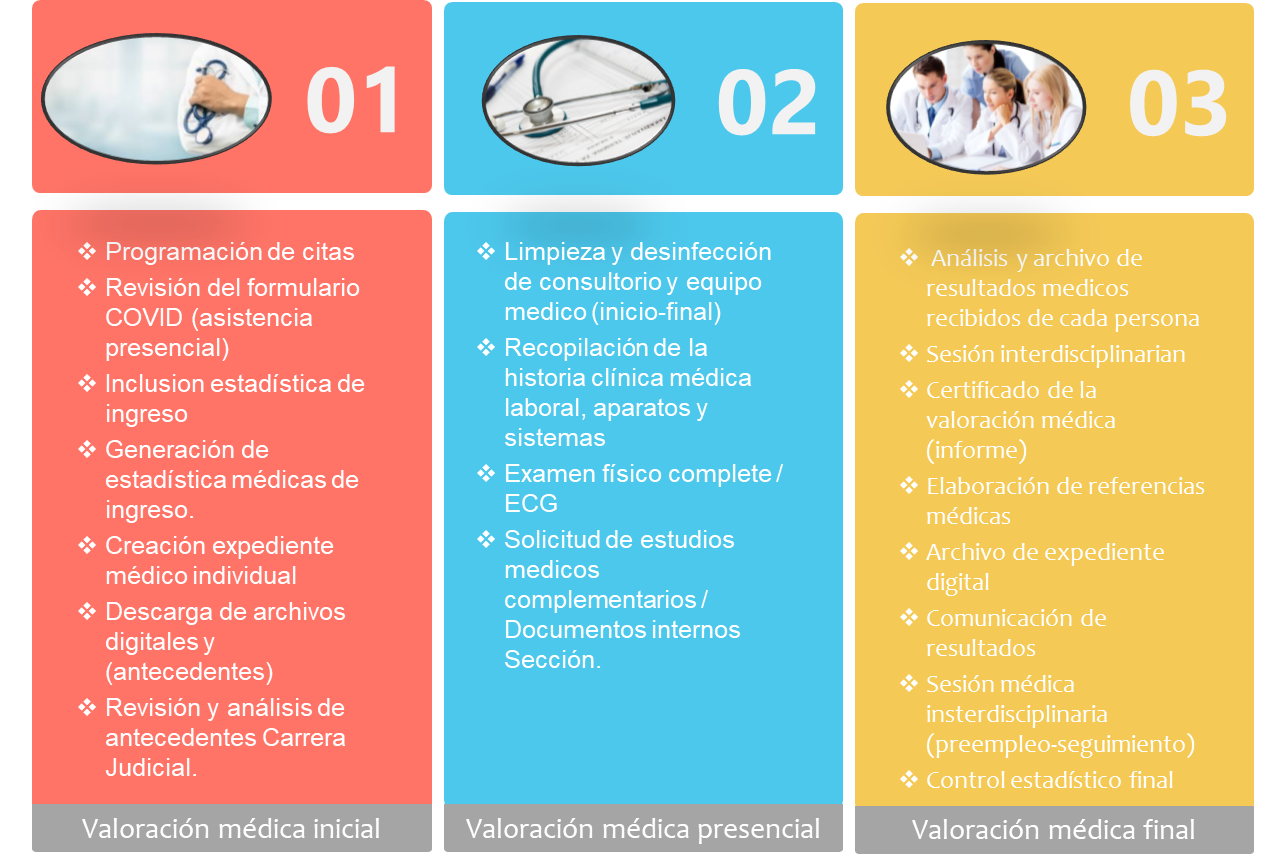 01
Programación de citas
Revisión del formulario
COVID (asistencia
presencial)
Inclusion estadística de
ingreso
Generación de
estadística médicas de
ingreso.
Creación expediente
médico individual
Descarga de archivos
digitales y
(antecedentes)
Revisión y análisis de
antecedentes Carrera
Judicial.
Valoración médica inicial
02
Limpieza y desinfección
de consultorio y equipo
medico (inicio-final)
Recopilación de la
historia clínica médica
laboral, aparatos y
sistemas
Examen físico complete /
ECG
Solicitud de estudios
medicos
complementarios /
Documentos internos
Sección.
Valoración médica presencial
03
Análisis y archivo de
resultados medicos
recibidos de cada persona
Sesión interdisciplinarian
Certificado de la
valoración médica
(informe)
Elaboración de referencias
médicas
Archivo de expediente
digital
Comunicación de
resultados
Sesión médica
insterdisciplinaria
(preempleo-seguimiento)
Control estadístico final
Valoración médica final